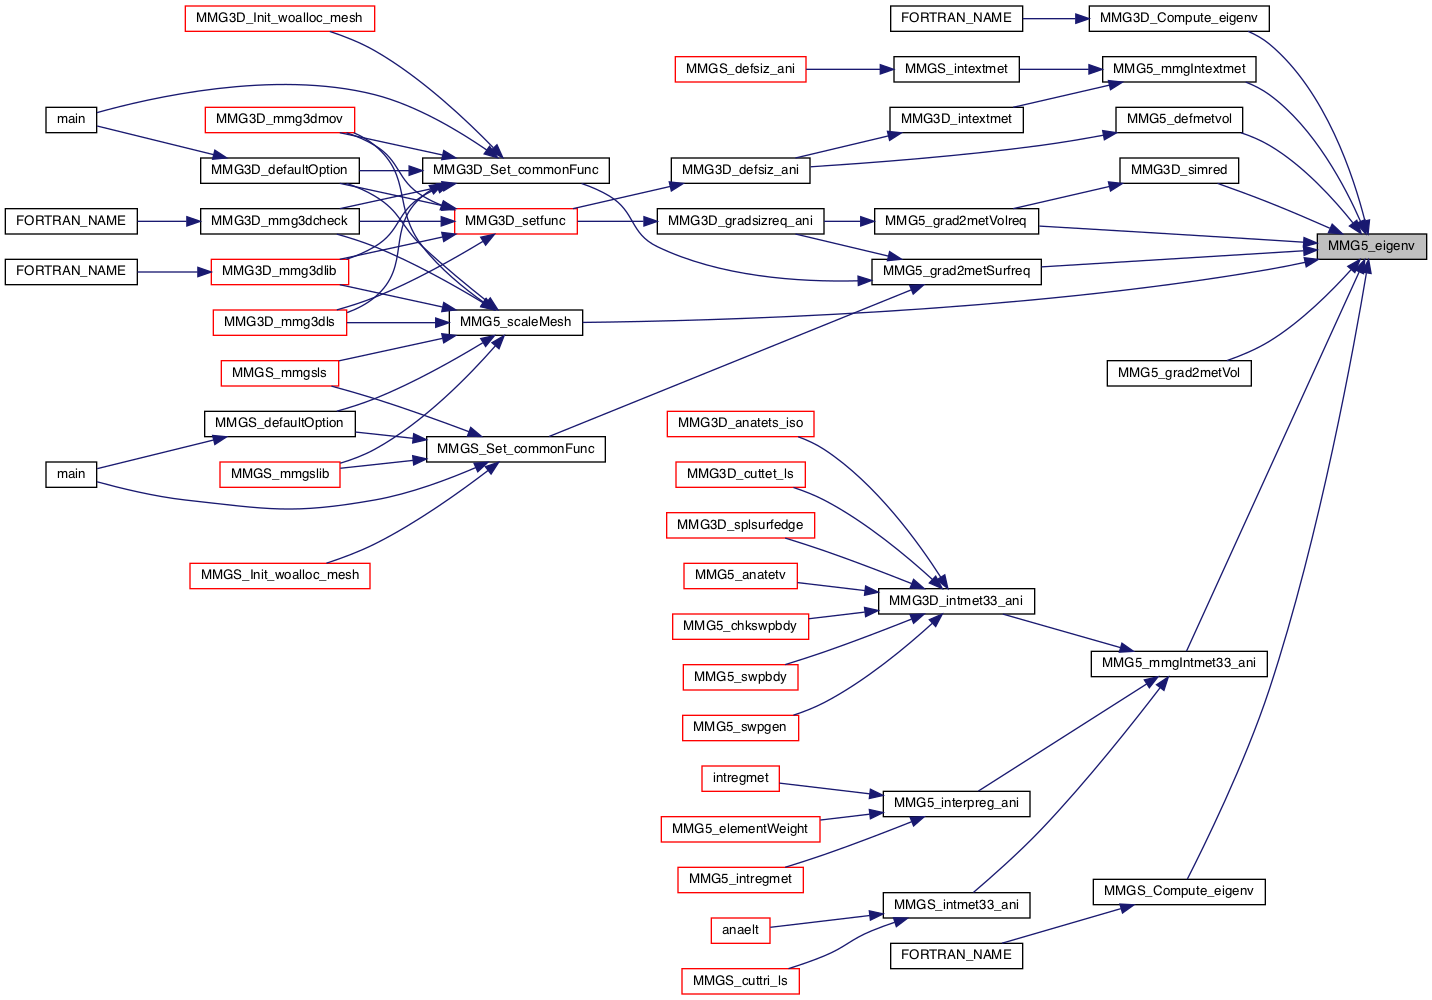 MMG3D_Init_woalloc_mesh
FORTRAN_NAME
MMG3D_Compute_eigenv
MMGS_defsiz_ani
MMGS_intextmet
MMG5_mmgIntextmet
main
MMG3D_mmg3dmov
MMG3D_intextmet
MMG5_defmetvol
MMG3D_defaultOption
MMG3D_Set_commonFunc
MMG3D_defsiz_ani
MMG3D_simred
FORTRAN_NAME
MMG3D_mmg3dcheck
MMG3D_setfunc
MMG3D_gradsizreq_ani
MMG5_grad2metVolreq
MMG5_eigenv
FORTRAN_NAME
MMG3D_mmg3dlib
MMG5_grad2metSurfreq
MMG3D_mmg3dls
MMG5_scaleMesh
MMGS_mmgsls
MMG5_grad2metVol
MMGS_defaultOption
MMG3D_anatets_iso
MMGS_Set_commonFunc
main
MMGS_mmgslib
MMG3D_cuttet_ls
MMG3D_splsurfedge
MMGS_Init_woalloc_mesh
MMG5_anatetv
MMG3D_intmet33_ani
MMG5_chkswpbdy
MMG5_mmgIntmet33_ani
MMG5_swpbdy
MMG5_swpgen
intregmet
MMG5_interpreg_ani
MMG5_elementWeight
MMG5_intregmet
MMGS_Compute_eigenv
MMGS_intmet33_ani
anaelt
FORTRAN_NAME
MMGS_cuttri_ls